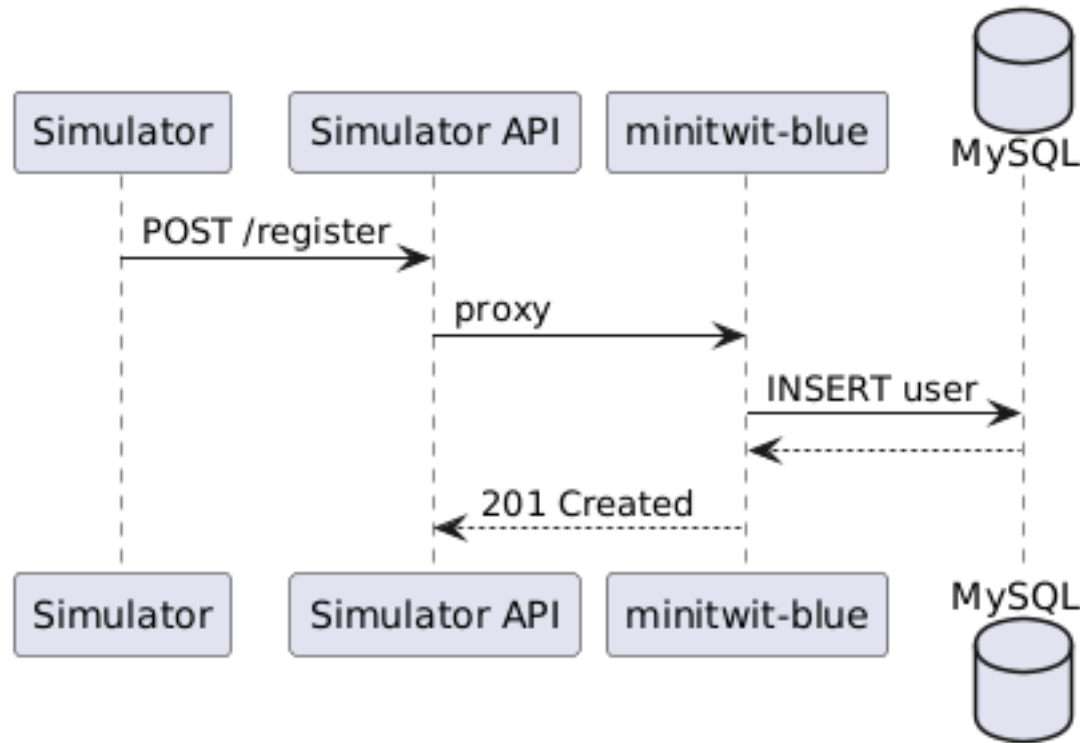 Simulator
Simulator API
minitwit-blue
MySQL
POST /register
proxy
INSERT user
201 Created
Simulator
Simulator API
minitwit-blue
MySQL